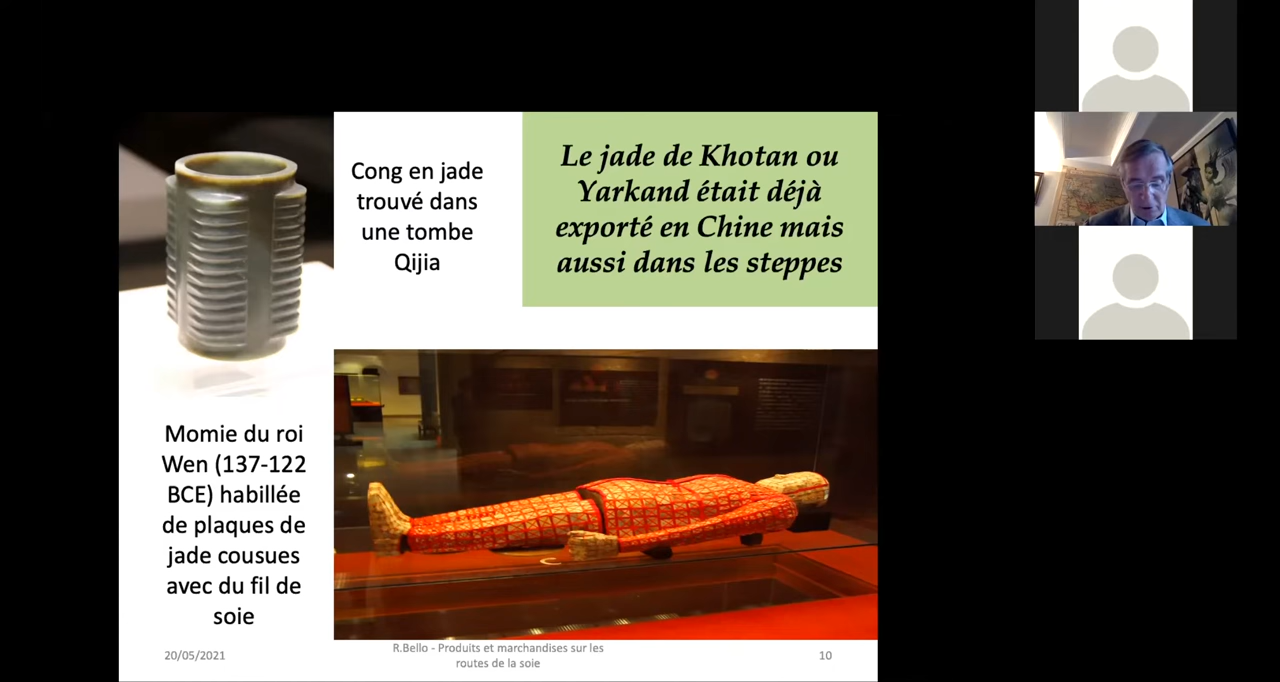 Cong en jade
trouvé dans
une tombe
Qijia
Le jade de Khotan ou
Yarkand était déjà
exporté en Chine mais
aussi dans les steppes
Momie du roi
Wen (137-122
BCE) habillée
de plaques de
jade cousues
avec du fil de
soie
20/05/2021
R.Bello - Produits et marchandises sur les
routes de la soie
10